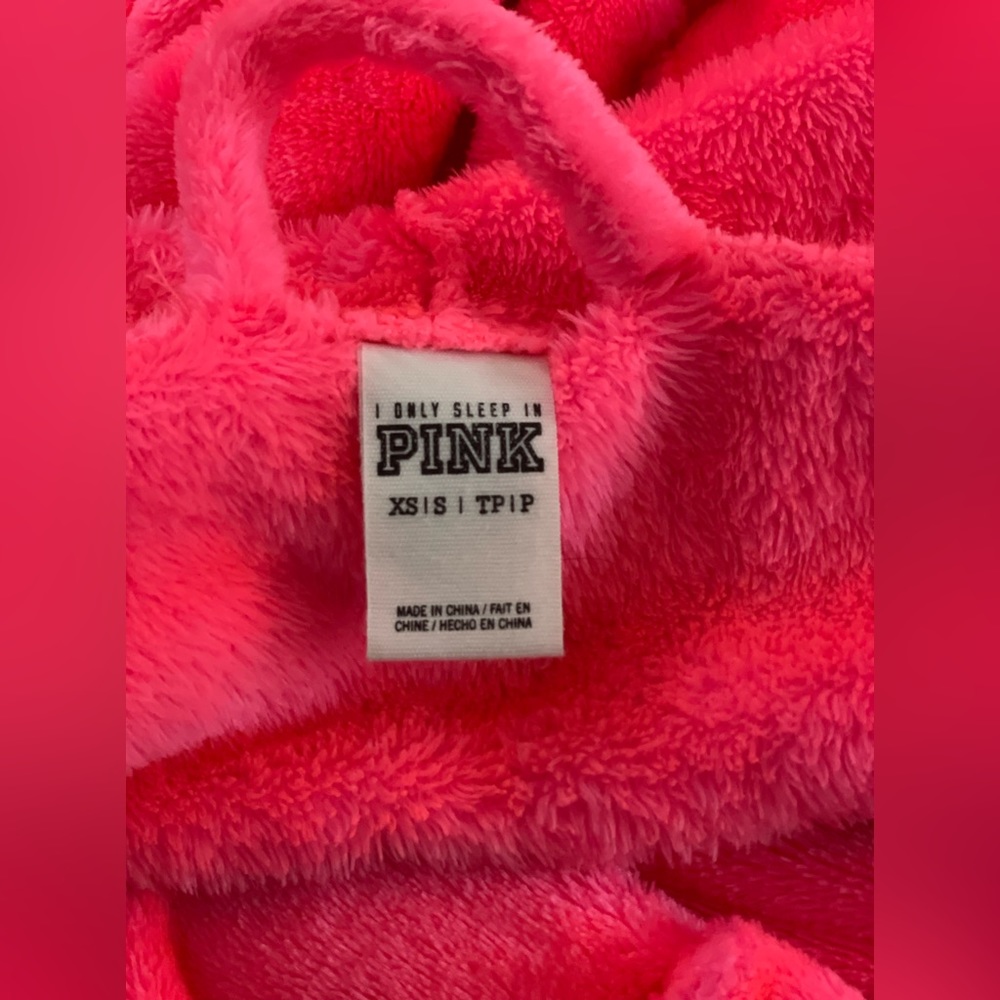 I ONLY SLEEP IN
PINK
XS|S | TP|P
MADE IN CHINA / FAIT EN
CHINE / HECHO EN CHINA